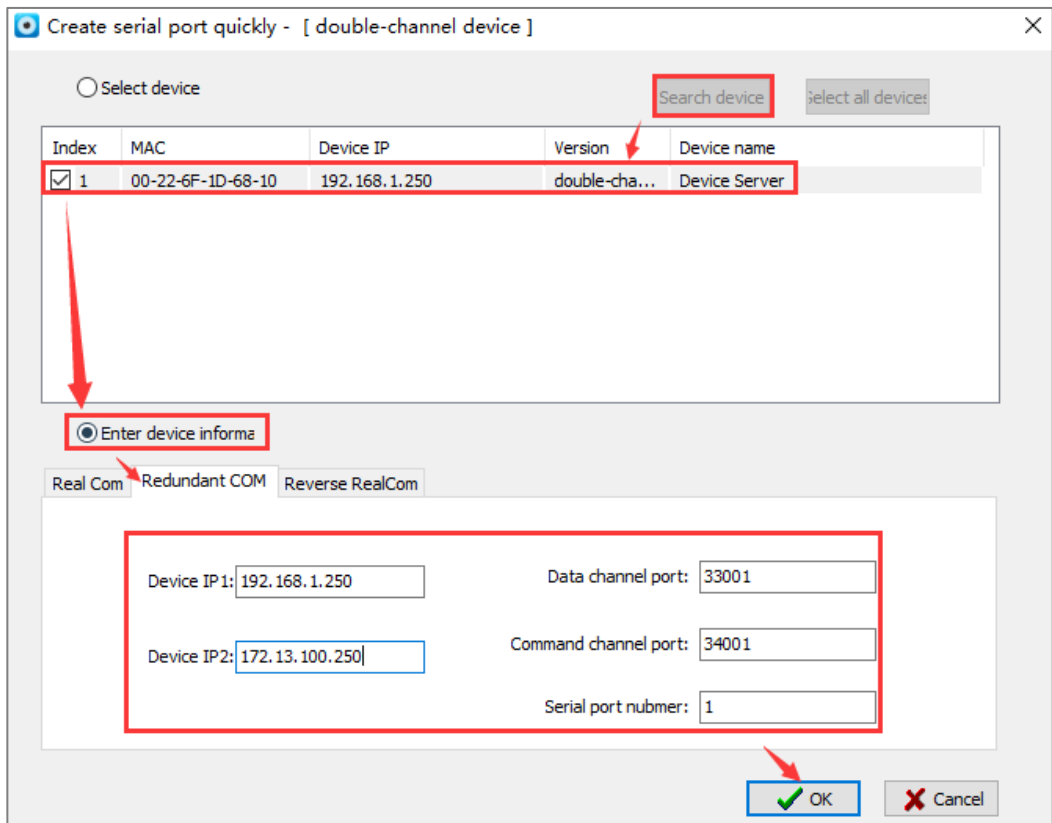 Create serial port quickly - [ double-channel device ]
Select device
Search device
Select all devices
Index MAC Device IP Version Device name
1 00-22-6F-1D-68-10 192.168.1.250 double-cha... Device Server
Enter device informa
Real Com Redundant COM Reverse RealCom
Device IP1: 192.168.1.250 Data channel port: 33001
Device IP2: 172.13.100.250 Command channel port: 34001
Serial port nubmer: 1
OK Cancel